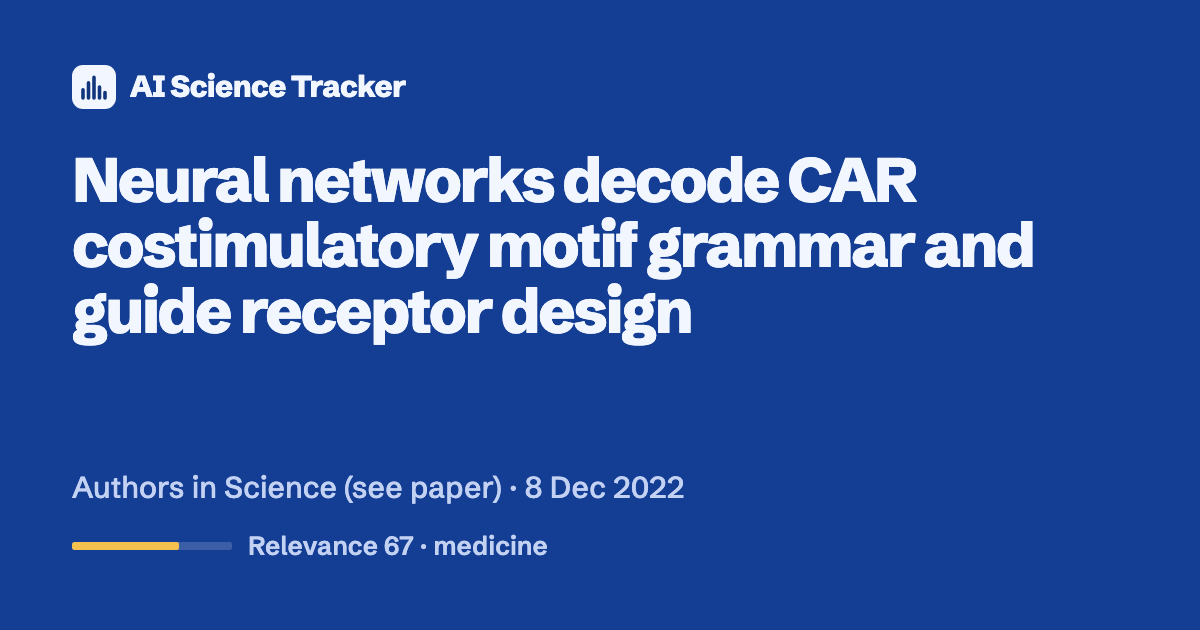 AI Science Tracker
Neural networks decode CAR
costimulatory motif grammar and
guide receptor design
Authors in Science (see paper) · 8 Dec 2022
Relevance 67 · medicine